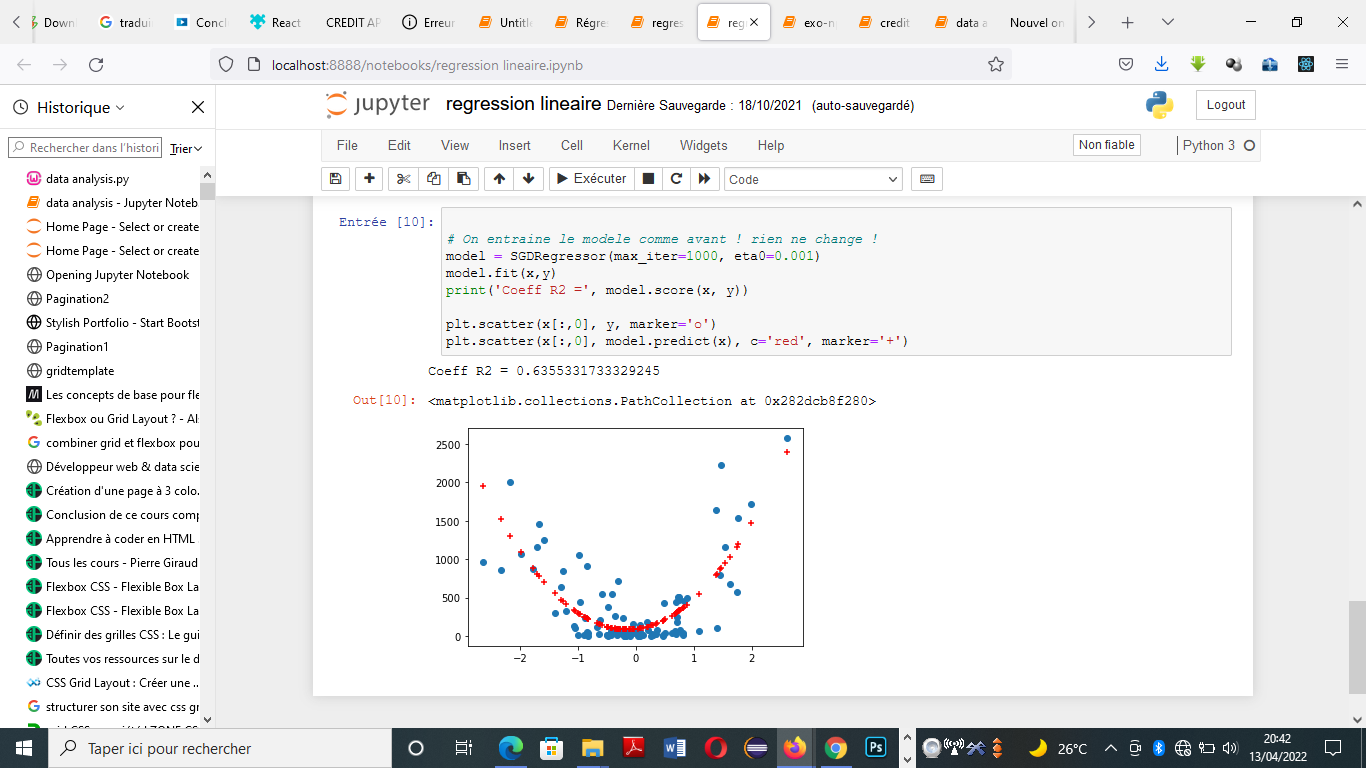 Down
traduir
Concl
React
CREDIT AP
Erreur
Untitle
Régres
regres
reg
exo-n
credit
data a
Nouvel on
localhost:8888/notebooks/regression lineaire.ipynb
Historique
Rechercher dans l'histori
Trier
data analysis.py
data analysis - Jupyter Noteb
Home Page - Select or create
Home Page - Select or create
Opening Jupyter Notebook
Pagination2
Stylish Portfolio - Start Bootst
Pagination1
gridtemplate
Les concepts de base pour fle
Flexbox ou Grid Layout ? - Al
combiner grid et flexbox pou
Développeur web & data scie
Création d'une page à 3 colo.
Conclusion de ce cours comp
Apprendre à coder en HTML
Tous les cours - Pierre Giraud
Flexbox CSS - Flexible Box La
Flexbox CSS - Flexible Box La
Définir des grilles CSS : Le gui
Toutes vos ressources sur le d
CSS Grid Layout : Créer une ..
structurer son site avec css gr
jupyter
regression lineaire Dernière Sauvegarde : 18/10/2021 (auto-sauvegardé)
Logout
File Edit View Insert Cell Kernel Widgets Help
Non fiable
Python 3
Exécuter
Code
Entrée [10]:
# On entraine le modele comme avant ! rien ne change !
model = SGDRegressor(max_iter=1000, eta0=0.001)
model.fit(x,y)
print('Coeff R2 =', model.score(x, y))
plt.scatter(x[:,0], y, marker='o')
plt.scatter(x[:,0], model.predict(x), c='red', marker='+')
Coeff R2 = 0.6355331733329245
Out[10]: <matplotlib.collections.PathCollection at 0x282dcb8f280>
2500
2000
1500
1000
500
0
−2 −1 0 1 2
Taper ici pour rechercher
Ps
26°C
20:42
13/04/2022